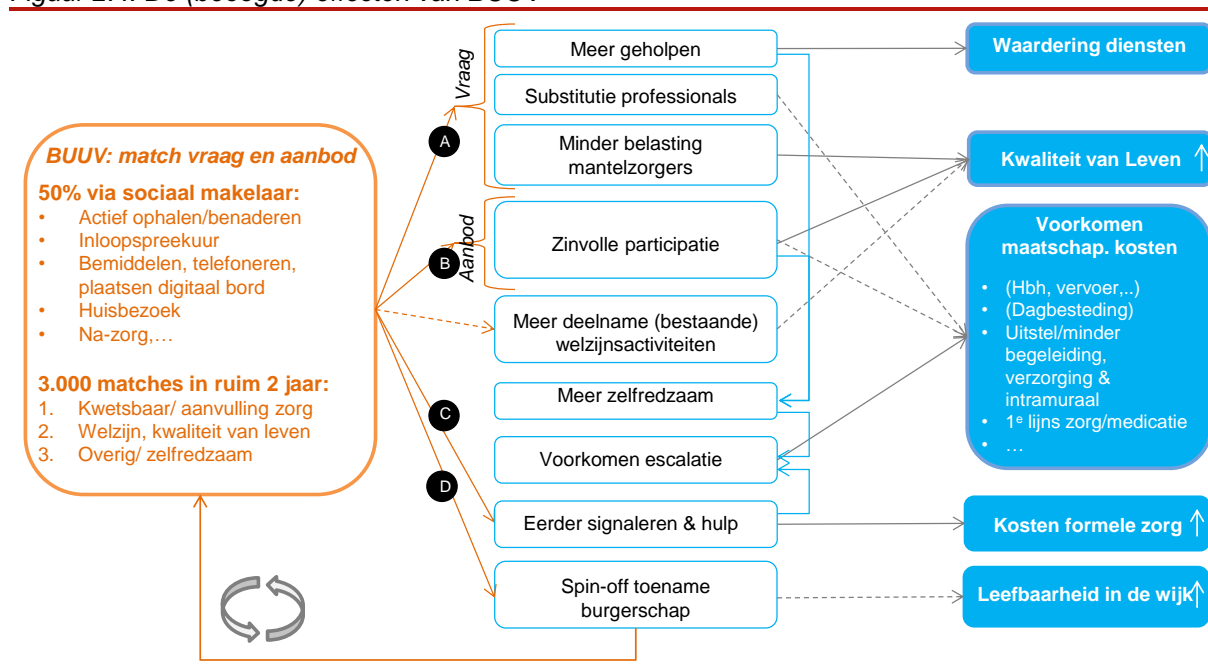 BUUV: match vraag en aanbod
50% via sociaal makelaar:
• Actief ophalen/benaderen
• Inloopspreekuur
• Bemiddelen, telefoneren,
plaatsen digitaal bord
• Huisbezoek
• Na-zorg,…
3.000 matches in ruim 2 jaar:
1. Kwetsbaar/ aanvulling zorg
2. Welzijn, kwaliteit van leven
3. Overig/ zelfredzaam
A
B
C
D
Vraag
Aanbod
Meer geholpen
Substitutie professionals
Minder belasting
mantelzorgers
Zinvolle participatie
Meer deelname (bestaande)
welzijnsactiviteiten
Meer zelfredzaam
Voorkomen escalatie
Eerder signaleren & hulp
Spin-off toename
burgerschap
Waardering diensten
Kwaliteit van Leven
Voorkomen
maatschap. kosten
• (Hbh, vervoer,..)
• (Dagbesteding)
• Uitstel/minder
begeleiding,
verzorging &
intramuraal
• 1e lijns zorg/medicatie
• …
Kosten formele zorg
Leefbaarheid in de wijk